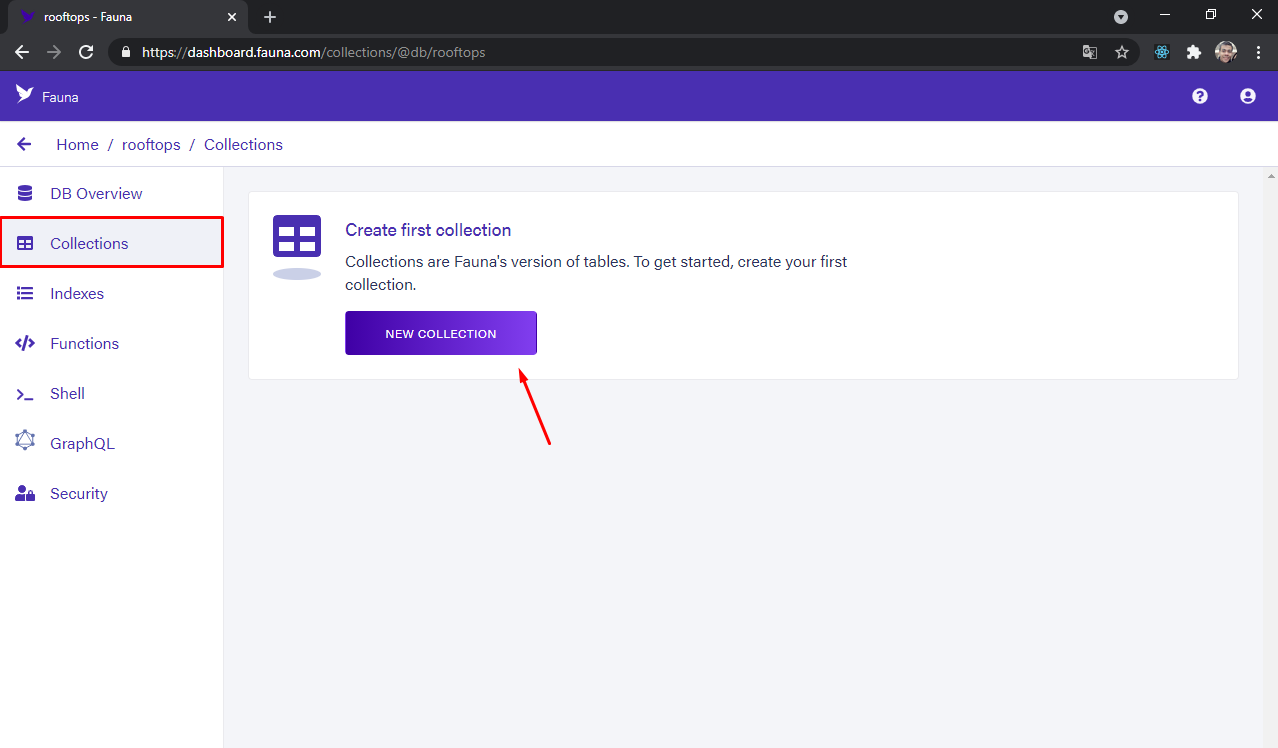 rooftops - Fauna
https://dashboard.fauna.com/collections/@db/rooftops
Fauna
Home / rooftops / Collections
DB Overview
Collections
Indexes
Functions
Shell
GraphQL
Security
Create first collection
Collections are Fauna's version of tables. To get started, create your first
collection.
NEW COLLECTION